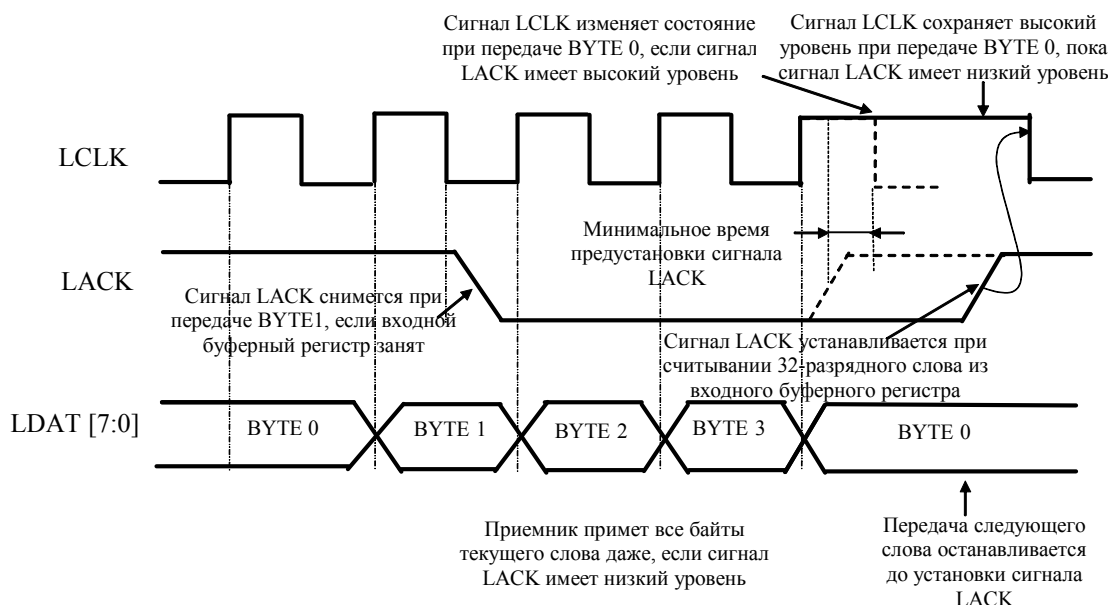 Сигнал LCLK изменяет состояние
при передаче BYTE 0, если сигнал
LACK имеет высокий уровень
Сигнал LCLK сохраняет высокий
уровень при передаче BYTE 0, пока
сигнал LACK имеет низкий уровень
LCLK
Минимальное время
предустановки сигнала
LACK
LACK
Сигнал LACK снимется при
передаче BYTE1, если входной
буферный регистр занят
Сигнал LACK устанавливается при
считывании 32-разрядного слова из
входного буферного регистра
LDAT [7:0]
BYTE 0
BYTE 1
BYTE 2
BYTE 3
BYTE 0
Приемник примет все байты
текущего слова даже, если сигнал
LACK имеет низкий уровень
Передача следующего
слова останавливается
до установки сигнала
LACK